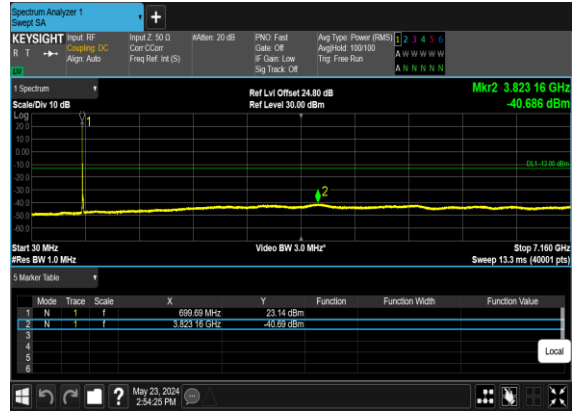 Spectrum Analyzer 1
Swept SA
+
KEYSIGHT Input: RF Input Z: 50 Ω #Atten: 20 dB PNO: Fast Avg Type: Power (RMS) 1 2 3 4 5 6
R T Coupling: DC Corr CCorr Gate: Off Avg|Hold: 100/100 A W W W W W
Align: Auto Freq Ref: Int (S) IF Gain: Low Trig: Free Run
Sig Track: Off A N N N N N
1 Spectrum Ref Lvl Offset 24.80 dB Mkr2 3.823 16 GHz
Scale/Div 10 dB Ref Level 30.00 dBm -40.686 dBm
Log
1
20.0
10.0
0.00
-10.0
DL1 -13.00 dBm
-20.0
-30.0
2
-40.0
-50.0
-60.0
Start 30 MHz Video BW 3.0 MHz* Stop 7.160 GHz
#Res BW 1.0 MHz Sweep 13.3 ms (40001 pts)
5 Marker Table
Mode Trace Scale X Y Function Function Width Function Value
1 N 1 f 699.69 MHz 23.14 dBm
2 N 1 f 3.823 16 GHz -40.69 dBm
3
4
5
6
Local
? May 23, 2024
2:54:25 PM